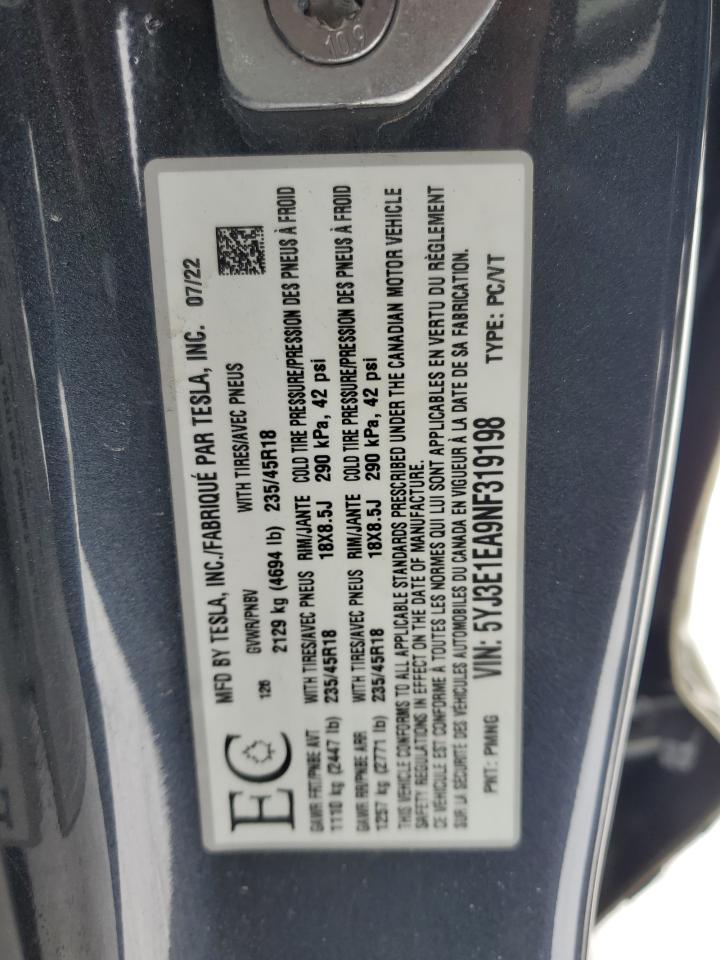 10.9
MFD BY TESLA, INC./FABRIQUÉ PAR TESLA, INC. 07/22
EC
126 GVWR/PNBV WITH TIRES/AVEC PNEUS
2129 kg (4694 lb) 235/45R18
GAWR FRT/PNBE AVT WITH TIRES/AVEC PNEUS RIM/JANTE COLD TIRE PRESSURE/PRESSION DES PNEUS À FROID
1110 kg (2447 lb) 235/45R18 18X8.5J 290 kPa, 42 psi
GAWR RR/PNBE ARR WITH TIRES/AVEC PNEUS RIM/JANTE COLD TIRE PRESSURE/PRESSION DES PNEUS À FROID
1257 kg (2771 lb) 235/45R18 18X8.5J 290 kPa, 42 psi
THIS VEHICLE CONFORMS TO ALL APPLICABLE STANDARDS PRESCRIBED UNDER THE CANADIAN MOTOR VEHICLE
SAFETY REGULATIONS IN EFFECT ON THE DATE OF MANUFACTURE.
CE VÉHICULE EST CONFORME À TOUTES LES NORMES QUI LUI SONT APPLICABLES EN VERTU DU RÈGLEMENT
SUR LA SÉCURITÉ DES VÉHICULES AUTOMOBILES DU CANADA EN VIGUEUR À LA DATE DE SA FABRICATION.
PNT: PMNG VIN: 5YJ3E1EA9NF319198 TYPE: PC/VT